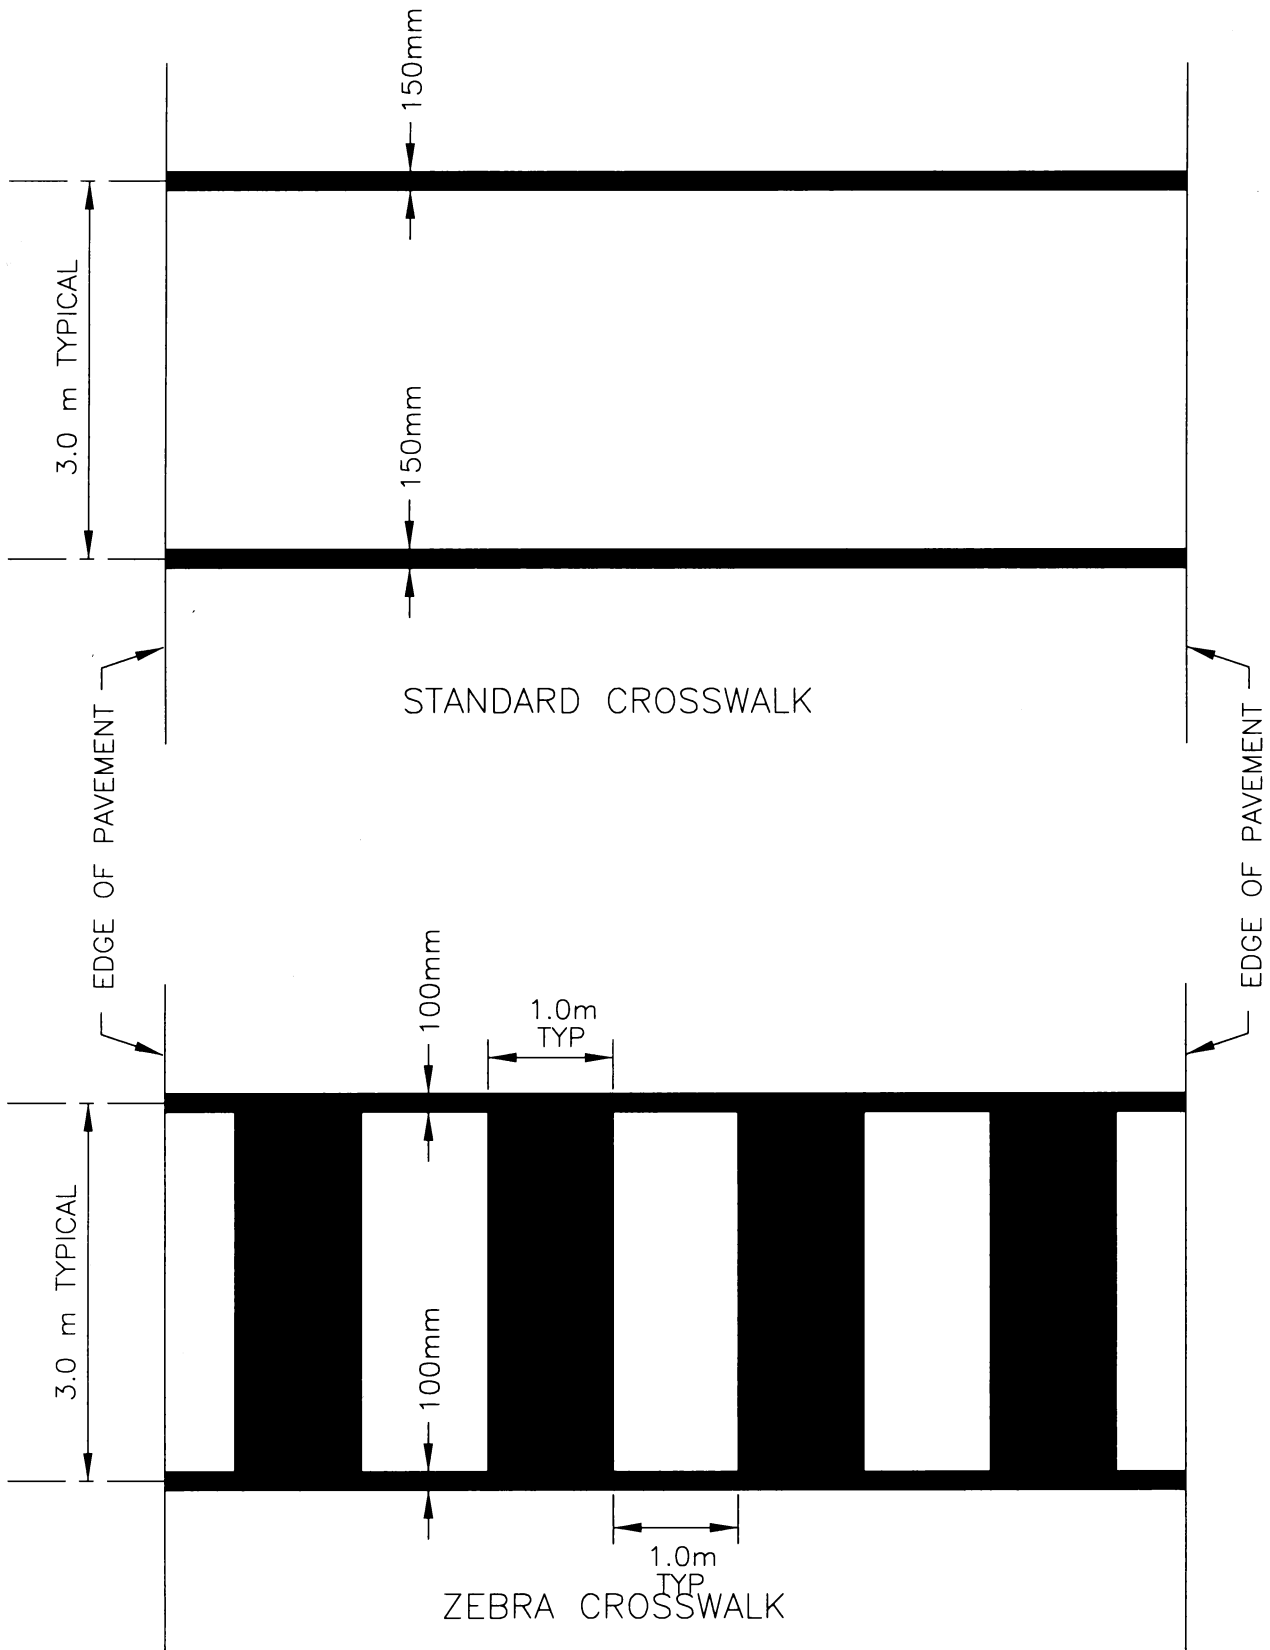 150mm
3.0 m TYPICAL
150mm
STANDARD CROSSWALK
EDGE OF PAVEMENT
EDGE OF PAVEMENT
100mm
1.0m
TYP
3.0 m TYPICAL
100mm
1.0m
TYP
ZEBRA CROSSWALK